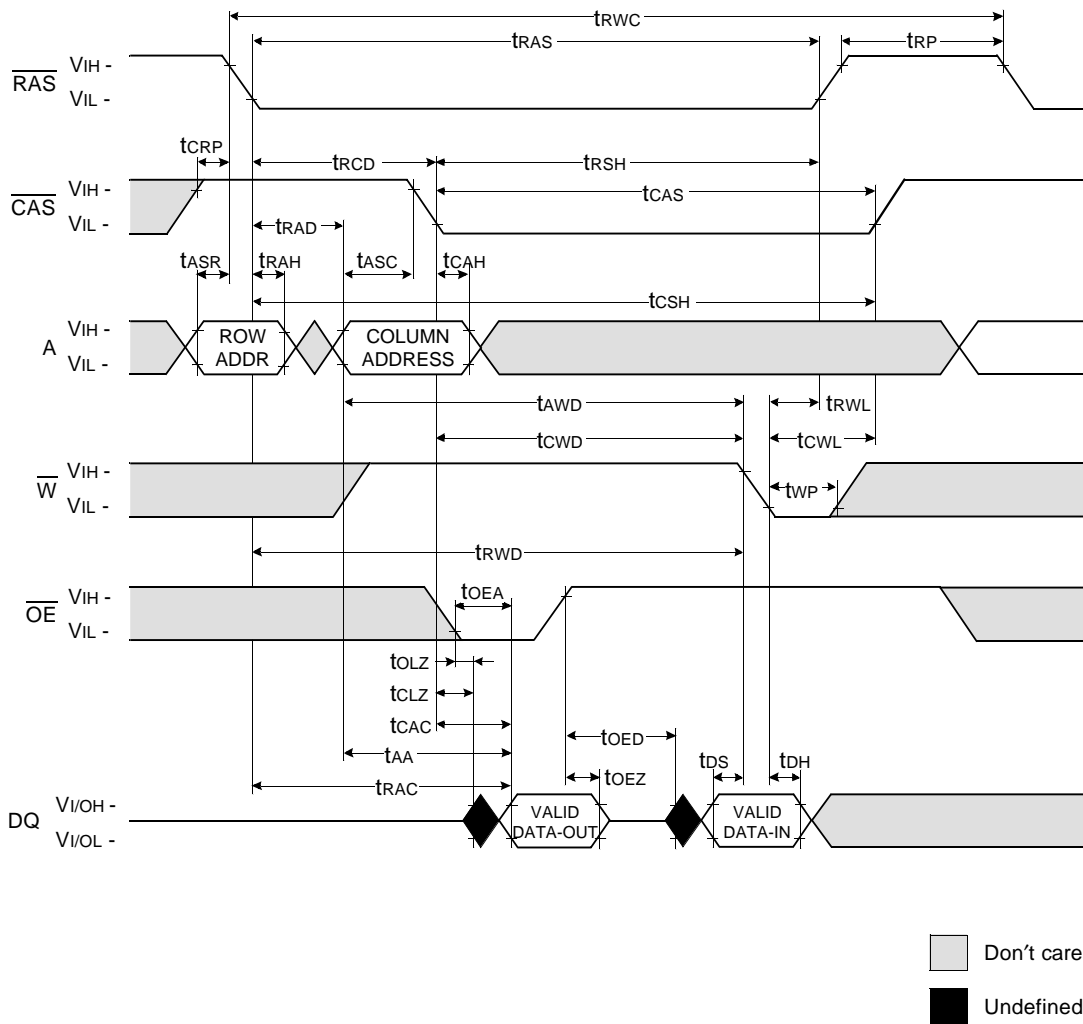 tRWC
tRAS
tRP
RAS
VIH -
VIL -
tCRP
tRCD
tRSH
CAS
VIH -
VIL -
tCAS
tRAD
tASR
tRAH
tASC
tCAH
tCSH
A
VIH -
VIL -
ROW
ADDR
COLUMN
ADDRESS
tAWD
tRWL
tCWD
tCWL
W
VIH -
VIL -
tWP
tRWD
OE
VIH -
VIL -
tOEA
tOLZ
tCLZ
tCAC
tOED
tAA
tOEZ
tDS
tDH
tRAC
DQ
VI/OH -
VI/OL -
VALID
DATA-OUT
VALID
DATA-IN
Don′t care
Undefined